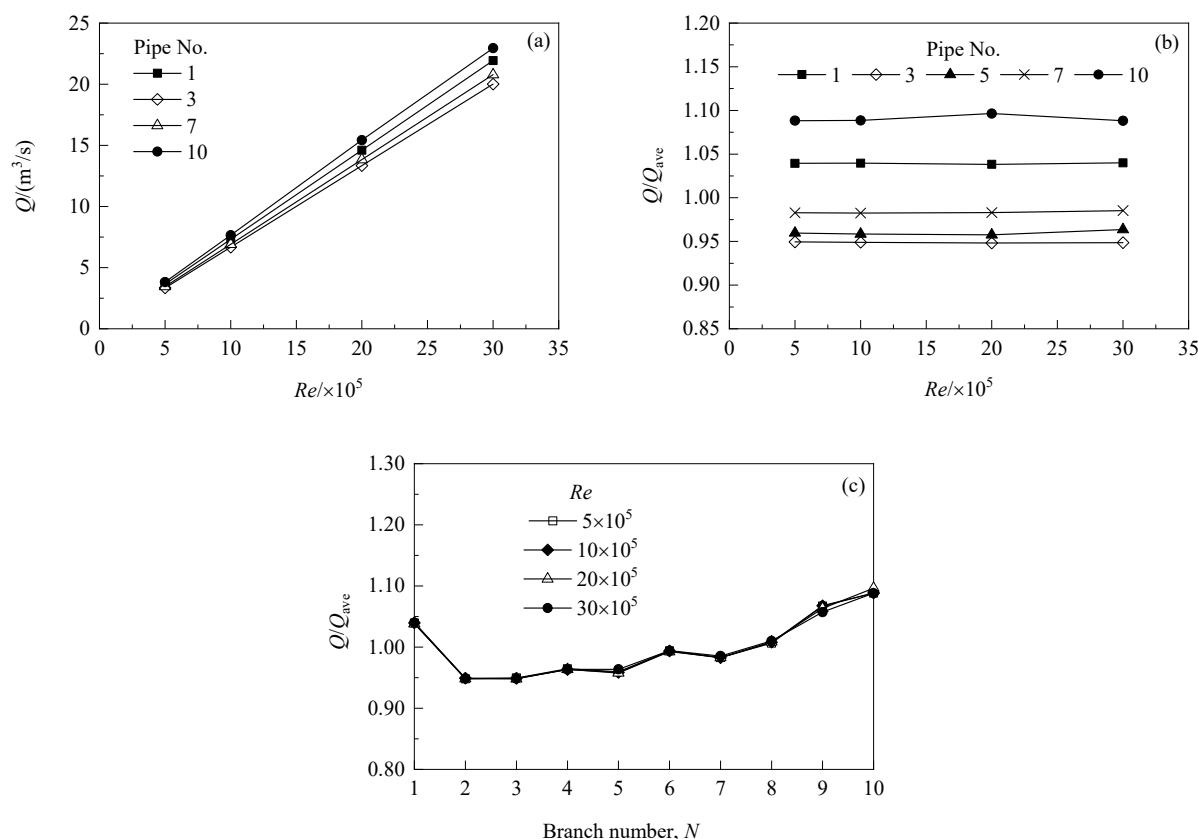 (a)
Pipe No.
1
3
7
10
25
20
15
10
5
0
Q/(m³/s)
0 5 10 15 20 25 30 35
Re/×10⁵
(b)
Pipe No.
1 3 5 7 10
1.20
1.15
1.10
1.05
1.00
0.95
0.90
0.85
Q/Qave
0 5 10 15 20 25 30 35
Re/×10⁵
(c)
Re
5×10⁵
10×10⁵
20×10⁵
30×10⁵
1.30
1.20
1.10
1.00
0.90
0.80
Q/Qave
1 2 3 4 5 6 7 8 9 10
Branch number, N